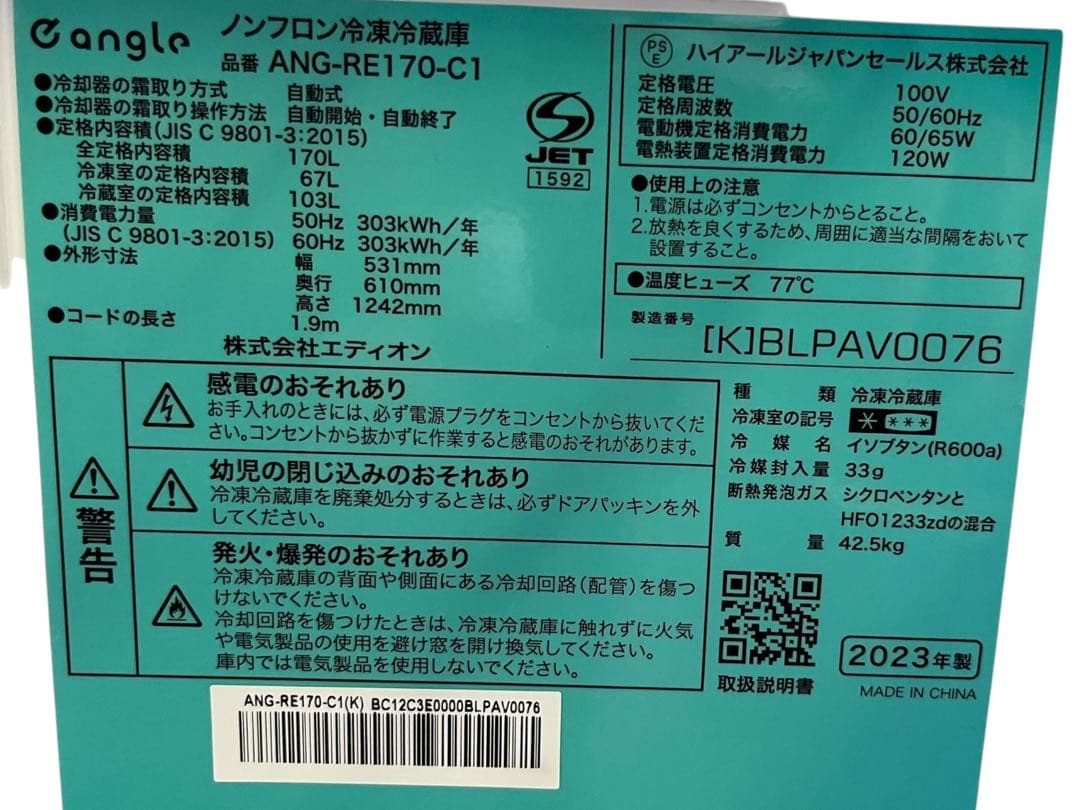 angle ノンフロン冷凍冷蔵庫
品番 ANG-RE170-C1
●冷却器の霜取り方式 自動式
●冷却器の霜取り操作方法 自動開始・自動終了
●定格内容積(JIS C 9801-3:2015)
全定格内容積 170L
冷凍室の定格内容積 67L
冷蔵室の定格内容積 103L
●消費電力量 50Hz 303kWh/年
(JIS C 9801-3:2015) 60Hz 303kWh/年
●外形寸法 幅 531mm
奥行 610mm
高さ 1242mm
●コードの長さ 1.9m
株式会社エディオン
JET
1592
PS
E
ハイアールジャパンセールス株式会社
定格電圧 100V
定格周波数 50/60Hz
電動機定格消費電力 60/65W
電熱装置定格消費電力 120W
●使用上の注意
1.電源は必ずコンセントからとること。
2.放熱を良くするため、周囲に適当な間隔をおいて
設置すること。
●温度ヒューズ 77℃
製造番号 [K]BLPAV0076
警告
感電のおそれあり
お手入れのときには、必ず電源プラグをコンセントから抜いてくだ
さい。コンセントから抜かずに作業すると感電のおそれがあります。
幼児の閉じ込みのおそれあり
冷凍冷蔵庫を廃棄処分するときは、必ずドアパッキンを外
してください。
発火・爆発のおそれあり
冷凍冷蔵庫の背面や側面にある冷却回路(配管)を傷つ
けないでください。
冷却回路を傷つけたときは、冷凍冷蔵庫に触れずに火気
や電気製品の使用を避け窓を開け換気してください。
庫内では電気製品を使用しないでください。
種類 冷凍冷蔵庫
冷凍室の記号 * ***
冷媒名 イソブタン(R600a)
冷媒封入量 33g
断熱発泡ガス シクロペンタンと
HFO1233zdの混合
質量 42.5kg
取扱説明書
2023年製
MADE IN CHINA
ANG-RE170-C1(K) BC12C3E0000BLPAV0076